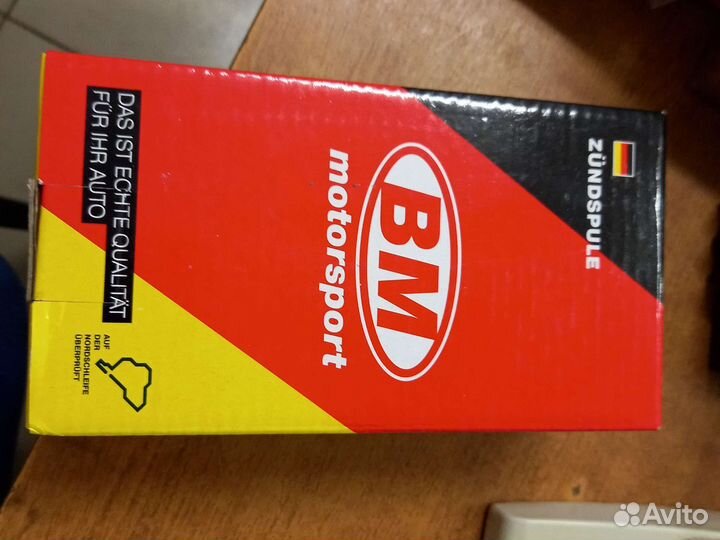 ZÜNDSPULE
BM
motorsport
DAS IST ECHTE QUALITÄT
FÜR IHR AUTO
AUF
DER
NORDSCHLEIFE
ÜBERPRÜFT
Avito